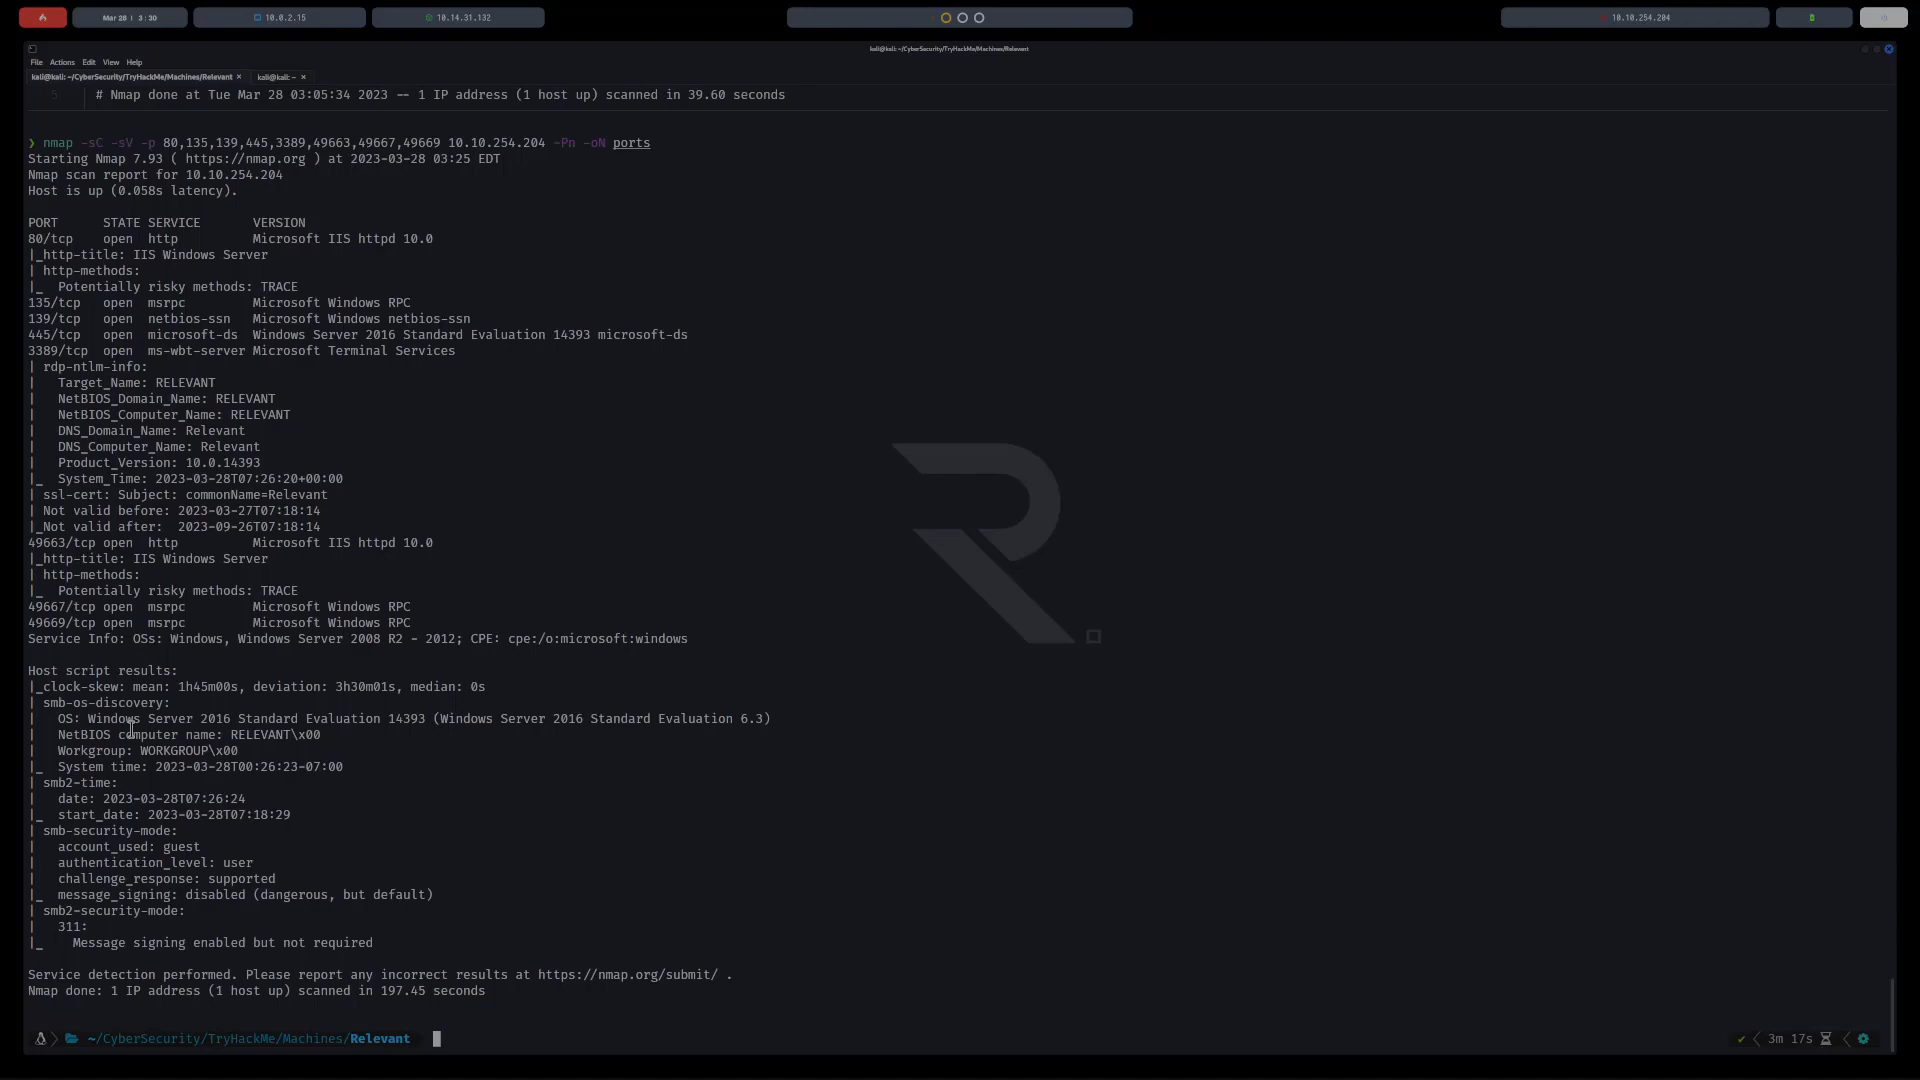 Mar 28 | 3:30
10.0.2.15
10.14.31.132
10.10.254.204
kali@kali: ~/CyberSecurity/TryHackMe/Machines/Relevant
File Actions Edit View Help
kali@kali: ~/CyberSecurity/TryHackMe/Machines/Relevant × kali@kali: ~ ×
5 | # Nmap done at Tue Mar 28 03:05:34 2023 -- 1 IP address (1 host up) scanned in 39.60 seconds
❯ nmap -sC -sV -p 80,135,139,445,3389,49663,49667,49669 10.10.254.204 -Pn -oN ports
Starting Nmap 7.93 ( https://nmap.org ) at 2023-03-28 03:25 EDT
Nmap scan report for 10.10.254.204
Host is up (0.058s latency).
PORT      STATE SERVICE       VERSION
80/tcp    open  http          Microsoft IIS httpd 10.0
|_http-title: IIS Windows Server
| http-methods:
|_  Potentially risky methods: TRACE
135/tcp   open  msrpc         Microsoft Windows RPC
139/tcp   open  netbios-ssn   Microsoft Windows netbios-ssn
445/tcp   open  microsoft-ds  Windows Server 2016 Standard Evaluation 14393 microsoft-ds
3389/tcp  open  ms-wbt-server Microsoft Terminal Services
| rdp-ntlm-info:
|   Target_Name: RELEVANT
|   NetBIOS_Domain_Name: RELEVANT
|   NetBIOS_Computer_Name: RELEVANT
|   DNS_Domain_Name: Relevant
|   DNS_Computer_Name: Relevant
|   Product_Version: 10.0.14393
|_  System_Time: 2023-03-28T07:26:20+00:00
| ssl-cert: Subject: commonName=Relevant
| Not valid before: 2023-03-27T07:18:14
|_Not valid after:  2023-09-26T07:18:14
49663/tcp open  http          Microsoft IIS httpd 10.0
|_http-title: IIS Windows Server
| http-methods:
|_  Potentially risky methods: TRACE
49667/tcp open  msrpc         Microsoft Windows RPC
49669/tcp open  msrpc         Microsoft Windows RPC
Service Info: OSs: Windows, Windows Server 2008 R2 - 2012; CPE: cpe:/o:microsoft:windows
Host script results:
|_clock-skew: mean: 1h45m00s, deviation: 3h30m01s, median: 0s
| smb-os-discovery:
|   OS: Windows Server 2016 Standard Evaluation 14393 (Windows Server 2016 Standard Evaluation 6.3)
|   NetBIOS computer name: RELEVANT\x00
|   Workgroup: WORKGROUP\x00
|_  System time: 2023-03-28T00:26:23-07:00
| smb2-time:
|   date: 2023-03-28T07:26:24
|_  start_date: 2023-03-28T07:18:29
| smb-security-mode:
|   account_used: guest
|   authentication_level: user
|   challenge_response: supported
|_  message_signing: disabled (dangerous, but default)
| smb2-security-mode:
|   311:
|_    Message signing enabled but not required
Service detection performed. Please report any incorrect results at https://nmap.org/submit/ .
Nmap done: 1 IP address (1 host up) scanned in 197.45 seconds
~/CyberSecurity/TryHackMe/Machines/Relevant ✔ 3m 17s